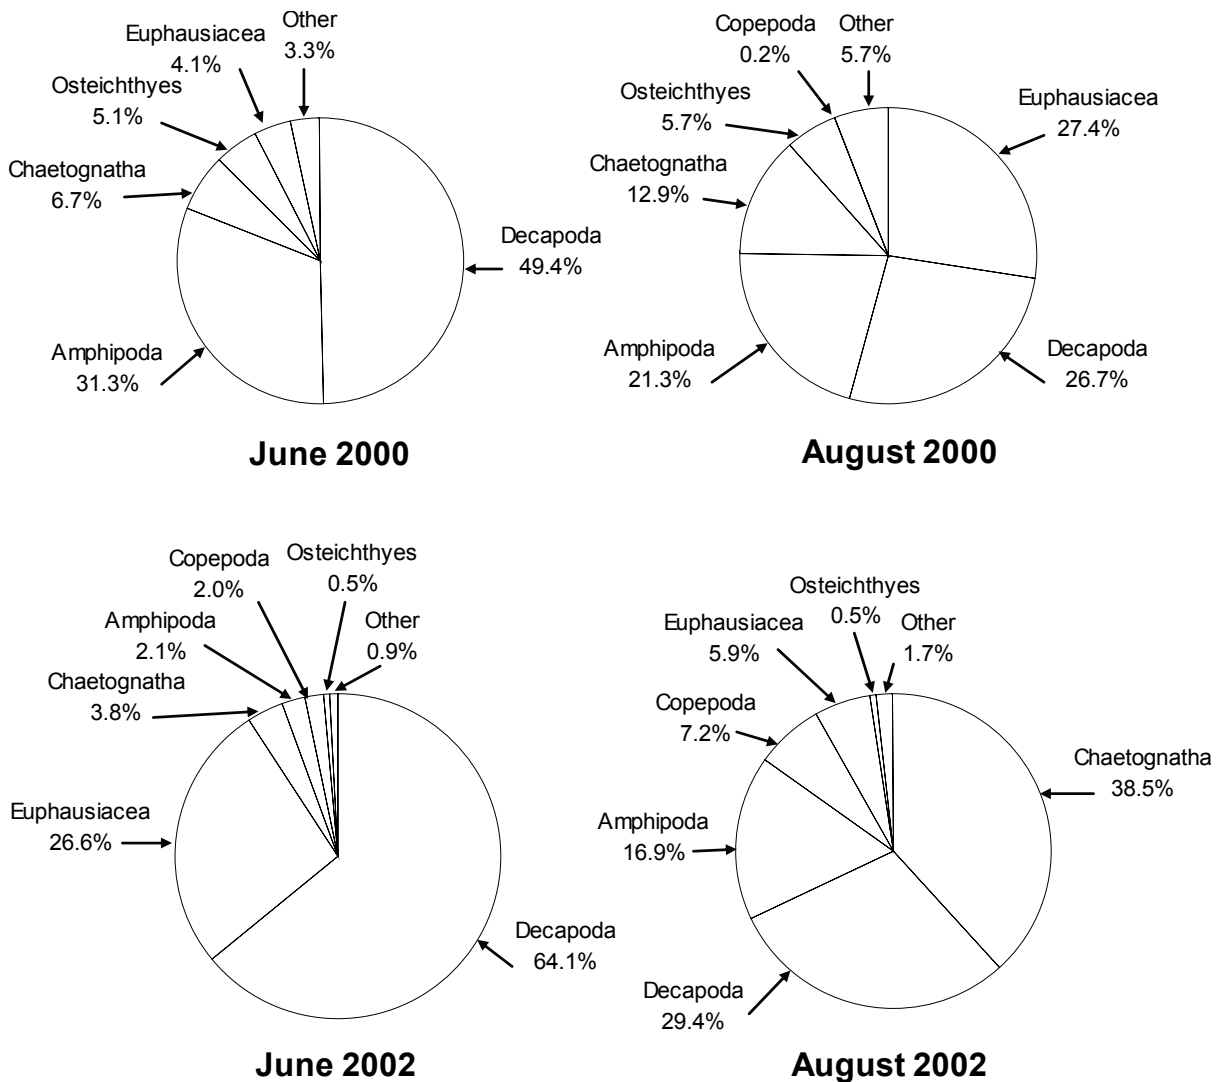 Other
3.3%
Euphausiacea
4.1%
Osteichthyes
5.1%
Chaetognatha
6.7%
Decapoda
49.4%
Amphipoda
31.3%
June 2000
Copepoda
0.2%
Other
5.7%
Osteichthyes
5.7%
Euphausiacea
27.4%
Chaetognatha
12.9%
Amphipoda
21.3%
Decapoda
26.7%
August 2000
Osteichthyes
0.5%
Copepoda
2.0%
Amphipoda
2.1%
Other
0.9%
Chaetognatha
3.8%
Euphausiacea
26.6%
Decapoda
64.1%
June 2002
Osteichthyes
0.5%
Other
1.7%
Euphausiacea
5.9%
Copepoda
7.2%
Chaetognatha
38.5%
Amphipoda
16.9%
Decapoda
29.4%
August 2002